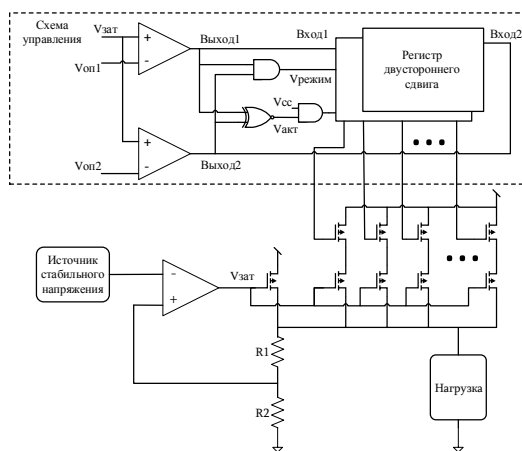 Схема
управления
Vзат
Vоп1
Vоп2
+
-
+
-
Выход1
Выход2
Vрежим
Vcc
Vакт
Вход1
Вход2
Регистр
двустороннего
сдвига
Источник
стабильного
напряжения
-
+
Vзат
R1
R2
Нагрузка